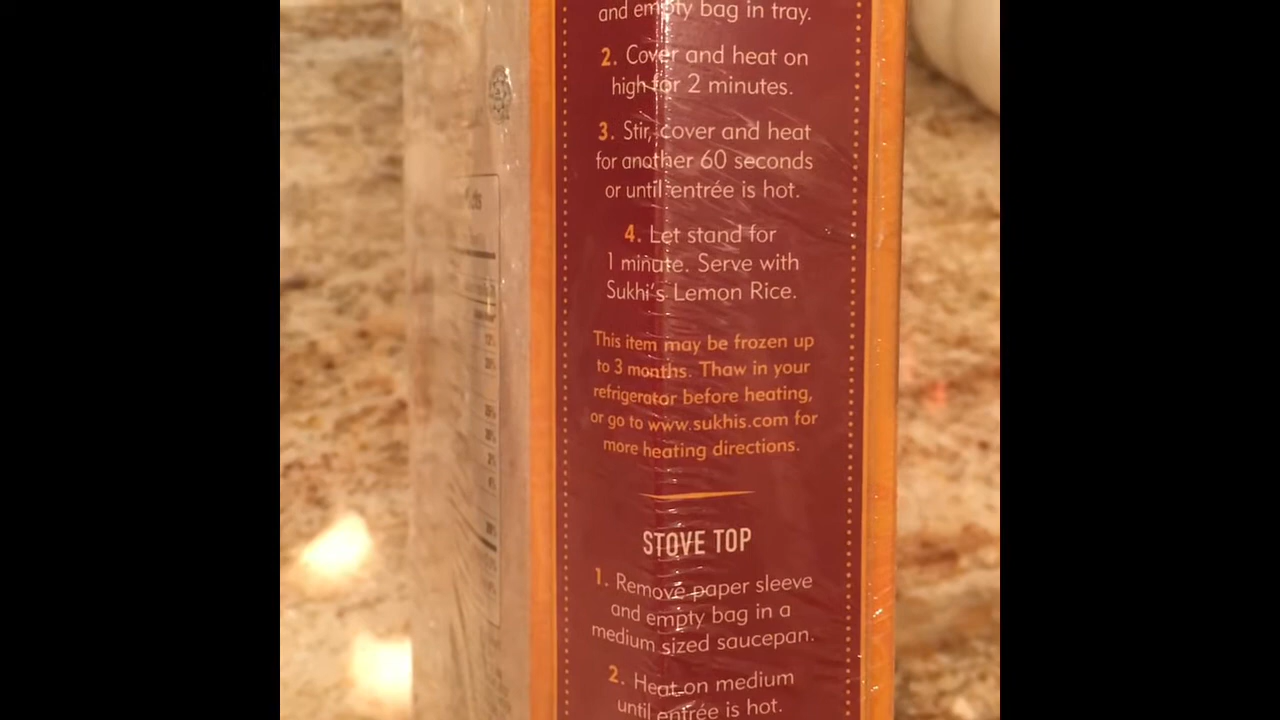 and empty bag in tray.
2. Cover and heat on
high for 2 minutes.
3. Stir, cover and heat
for another 60 seconds
or until entrée is hot.
4. Let stand for
1 minute. Serve with
Sukhi's Lemon Rice.
This item may be frozen up
to 3 months. Thaw in your
refrigerator before heating,
or go to www.sukhis.com for
more heating directions.
STOVE TOP
1. Remove paper sleeve
and empty bag in a
medium sized saucepan.
2. Heat on medium
until entrée is hot.